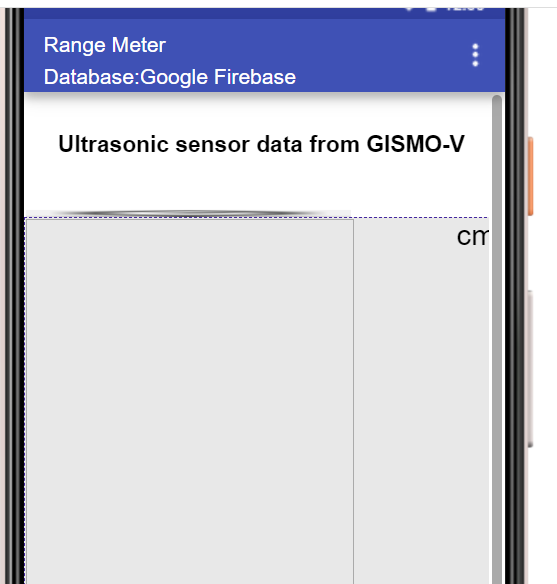 Range Meter
Database:Google Firebase
Ultrasonic sensor data from GISMO-V
cm